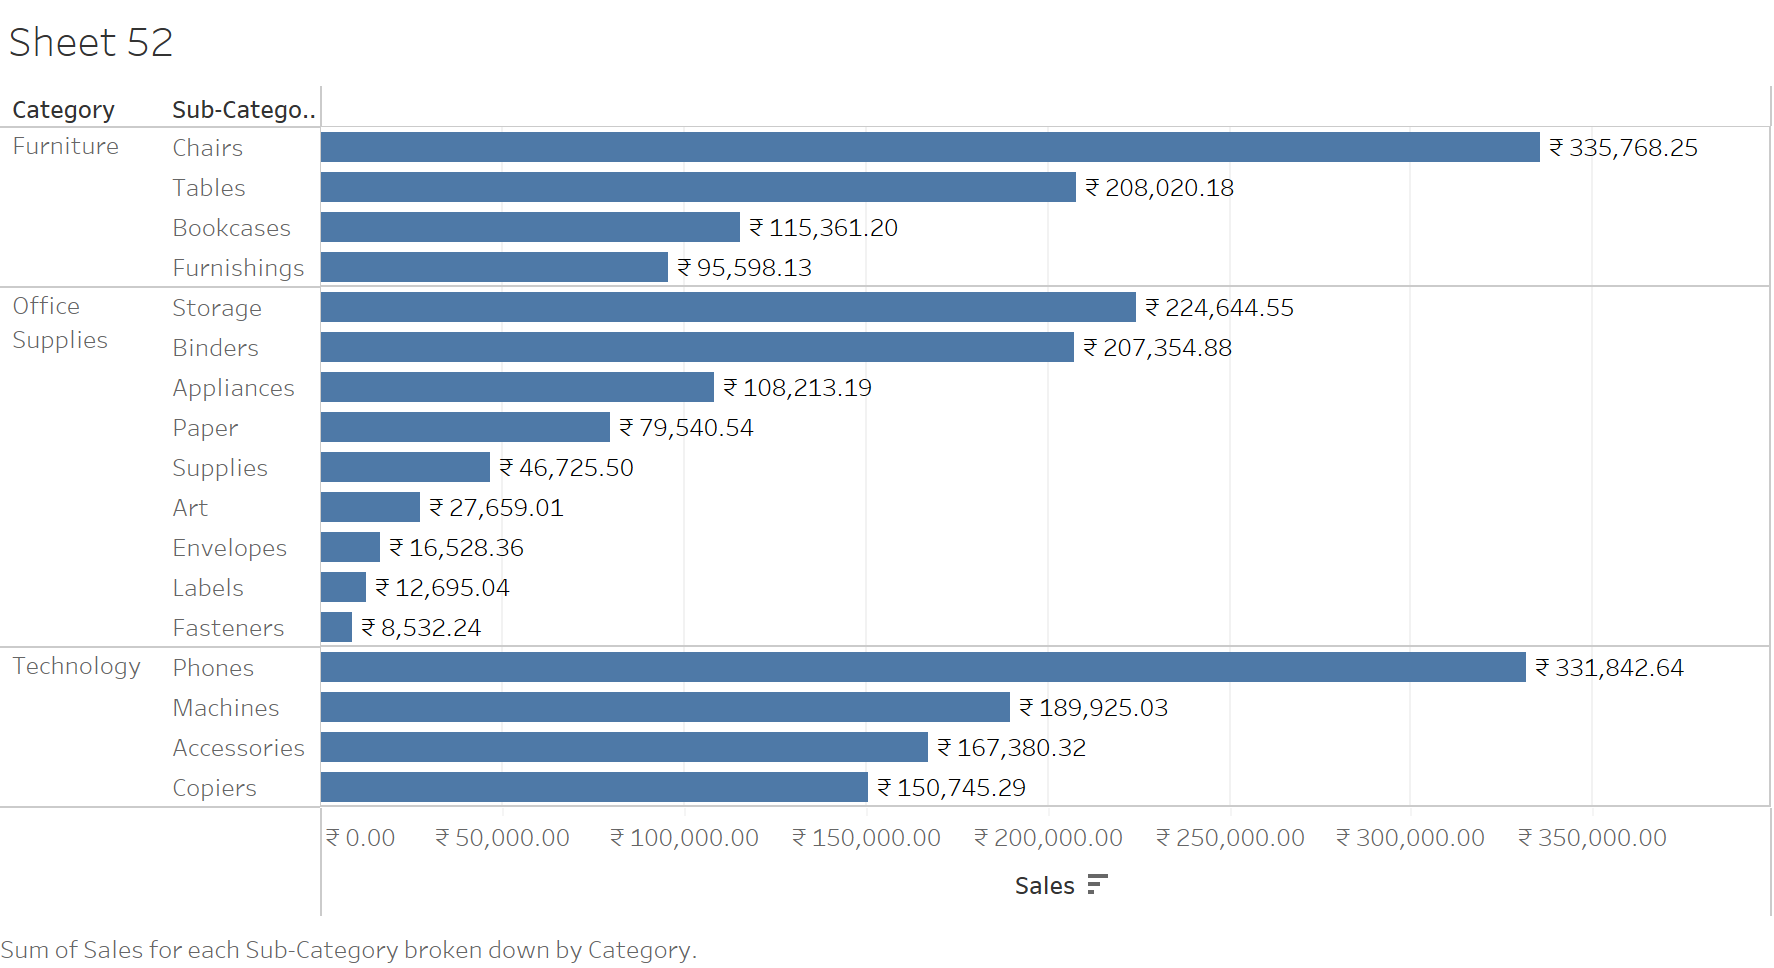 Sheet 52
Category Sub-Catego..
Furniture Chairs ₹ 335,768.25
Tables ₹ 208,020.18
Bookcases ₹ 115,361.20
Furnishings ₹ 95,598.13
Office Supplies Storage ₹ 224,644.55
Binders ₹ 207,354.88
Appliances ₹ 108,213.19
Paper ₹ 79,540.54
Supplies ₹ 46,725.50
Art ₹ 27,659.01
Envelopes ₹ 16,528.36
Labels ₹ 12,695.04
Fasteners ₹ 8,532.24
Technology Phones ₹ 331,842.64
Machines ₹ 189,925.03
Accessories ₹ 167,380.32
Copiers ₹ 150,745.29
₹ 0.00 ₹ 50,000.00 ₹ 100,000.00 ₹ 150,000.00 ₹ 200,000.00 ₹ 250,000.00 ₹ 300,000.00 ₹ 350,000.00
Sales
Sum of Sales for each Sub-Category broken down by Category.